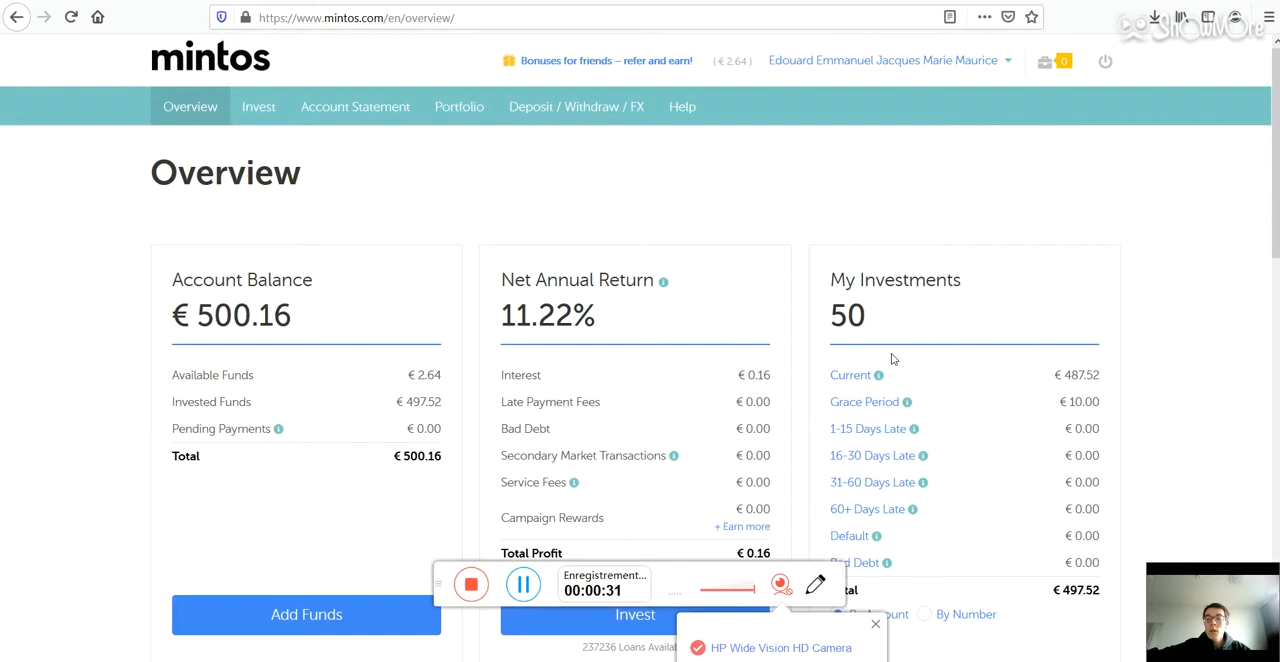 https://www.mintos.com/en/overview/
ShowMore
mintos
Bonuses for friends – refer and earn!
( € 2.64 )
Edouard Emmanuel Jacques Marie Maurice
0
Overview
Invest
Account Statement
Portfolio
Deposit / Withdraw / FX
Help
Overview
Account Balance
€ 500.16
Available Funds € 2.64
Invested Funds € 497.52
Pending Payments € 0.00
Total € 500.16
Add Funds
Net Annual Return
11.22%
Interest € 0.16
Late Payment Fees € 0.00
Bad Debt € 0.00
Secondary Market Transactions € 0.00
Service Fees € 0.00
Campaign Rewards € 0.00
+ Earn more
Total Profit € 0.16
Invest
237236 Loans Availa
My Investments
50
Current € 487.52
Grace Period € 10.00
1-15 Days Late € 0.00
16-30 Days Late € 0.00
31-60 Days Late € 0.00
60+ Days Late € 0.00
Default € 0.00
d Debt € 0.00
tal € 497.52
ount
By Number
Enregistrement...
00:00:31
HP Wide Vision HD Camera